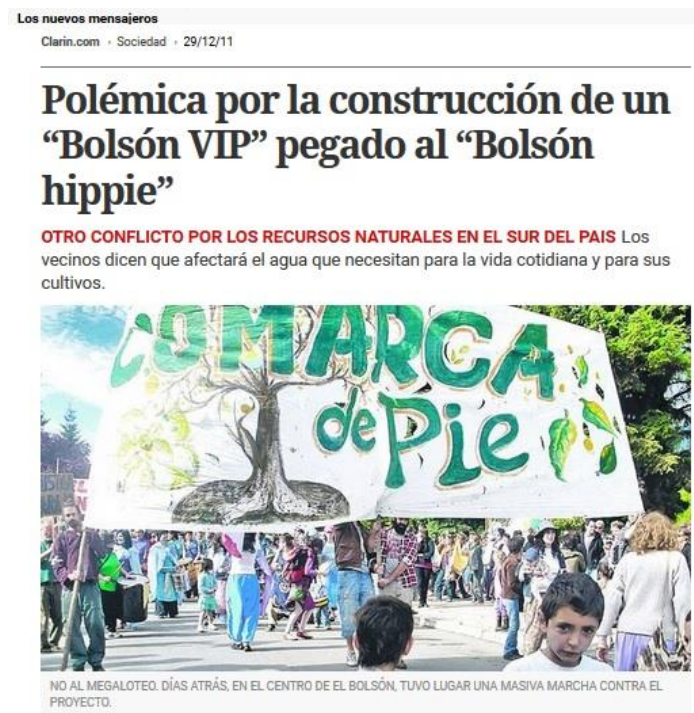 Los nuevos mensajeros
Clarin.com › Sociedad › 29/12/11
Polémica por la construcción de un
“Bolsón VIP” pegado al “Bolsón
hippie”
OTRO CONFLICTO POR LOS RECURSOS NATURALES EN EL SUR DEL PAIS Los
vecinos dicen que afectará el agua que necesitan para la vida cotidiana y para sus
cultivos.
COMARCA
de Pie
NO AL MEGALOTEO. DÍAS ATRÁS, EN EL CENTRO DE EL BOLSÓN, TUVO LUGAR UNA MASIVA MARCHA CONTRA EL
PROYECTO.